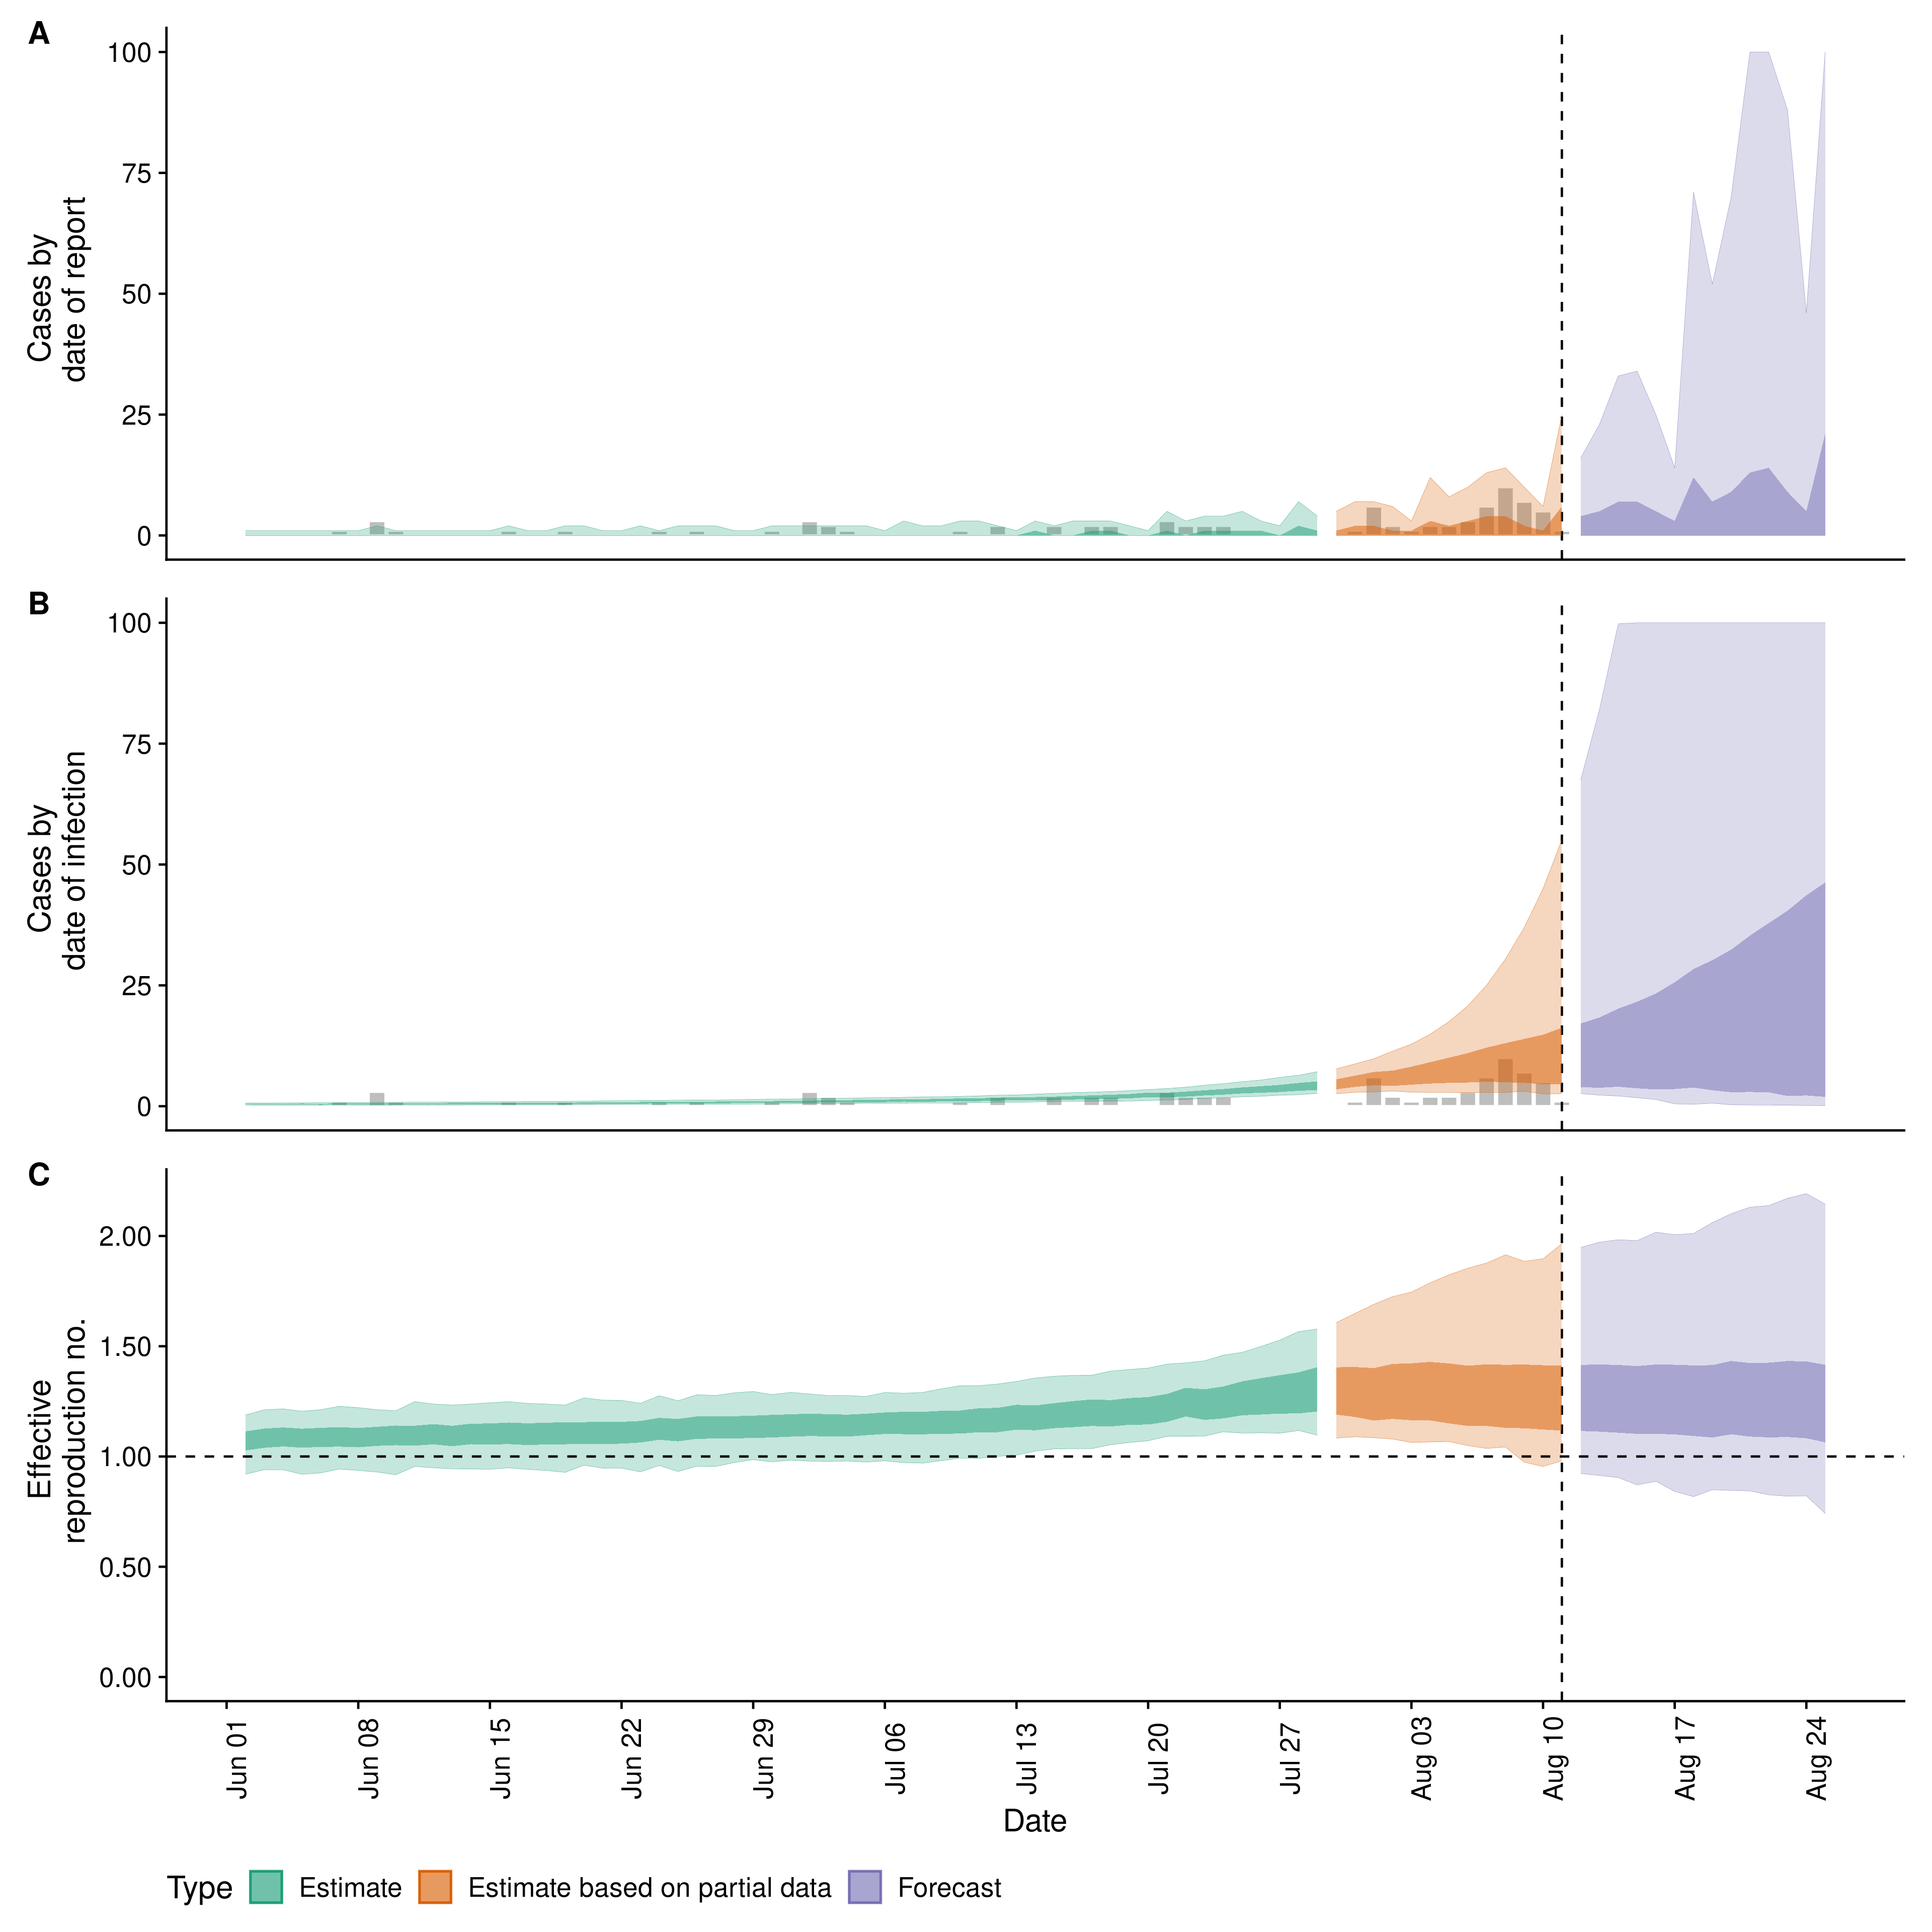 A
Cases by
date of report
100
75
50
25
0
B
Cases by
date of infection
100
75
50
25
0
C
Effective
reproduction no.
2.00
1.50
1.00
0.50
0.00
Jun 01
Jun 08
Jun 15
Jun 22
Jun 29
Jul 06
Jul 13
Jul 20
Jul 27
Aug 03
Aug 10
Aug 17
Aug 24
Date
Type Estimate Estimate based on partial data Forecast